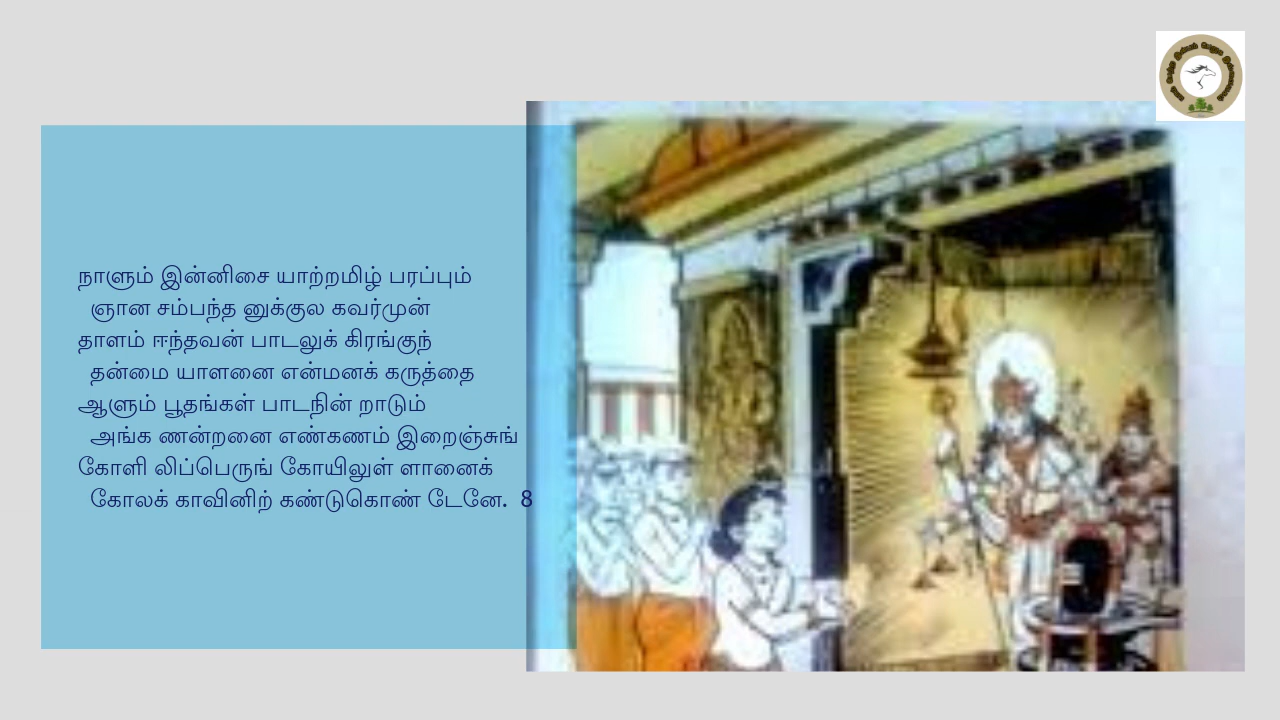 நாளும் இன்னிசை யாற்றமிழ் பரப்பும்
ஞான சம்பந்த னுக்குல கவர்முன்
தாளம் ஈந்தவன் பாடலுக் கிரங்குந்
தன்மை யாளனை என்மனக் கருத்தை
ஆளும் பூதங்கள் பாடநின் றாடும்
அங்க ணன்றனை எண்கணம் இறைஞ்சுங்
கோளி லிப்பெருங் கோயிலுள் ளானைக்
கோலக் காவினிற் கண்டுகொண் டேனே. 8